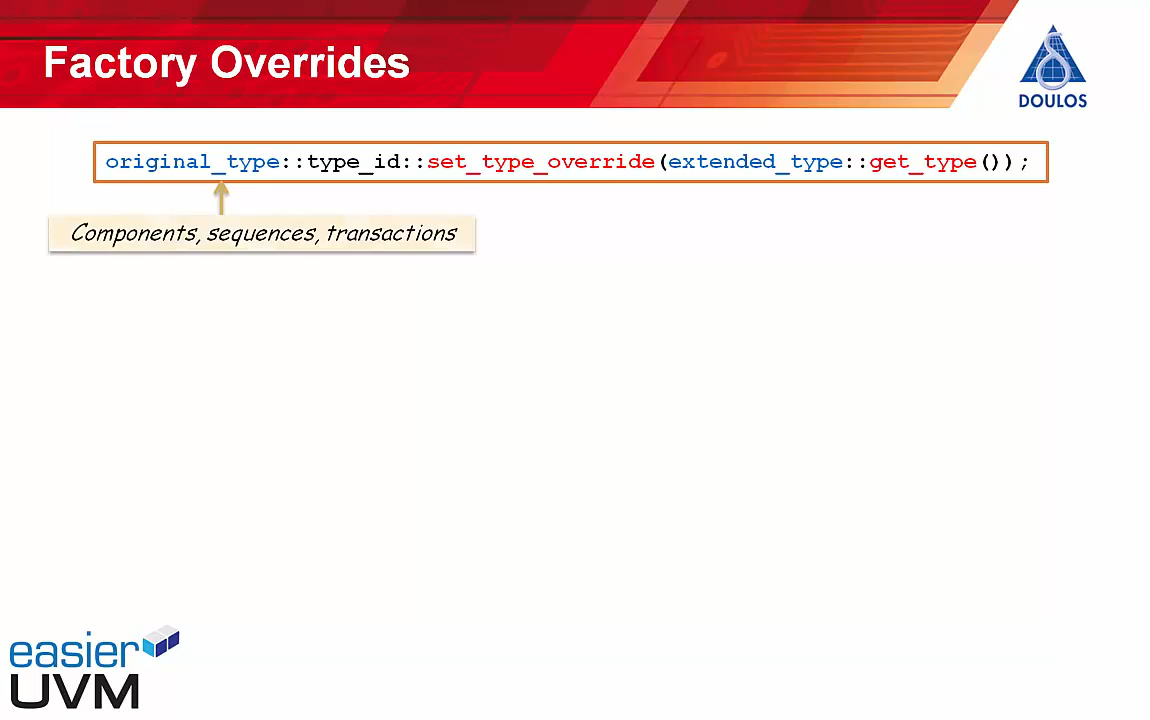 Factory Overrides
DOULOS
original_type::type_id::set_type_override(extended_type::get_type());
Components, sequences, transactions
easier
UVM